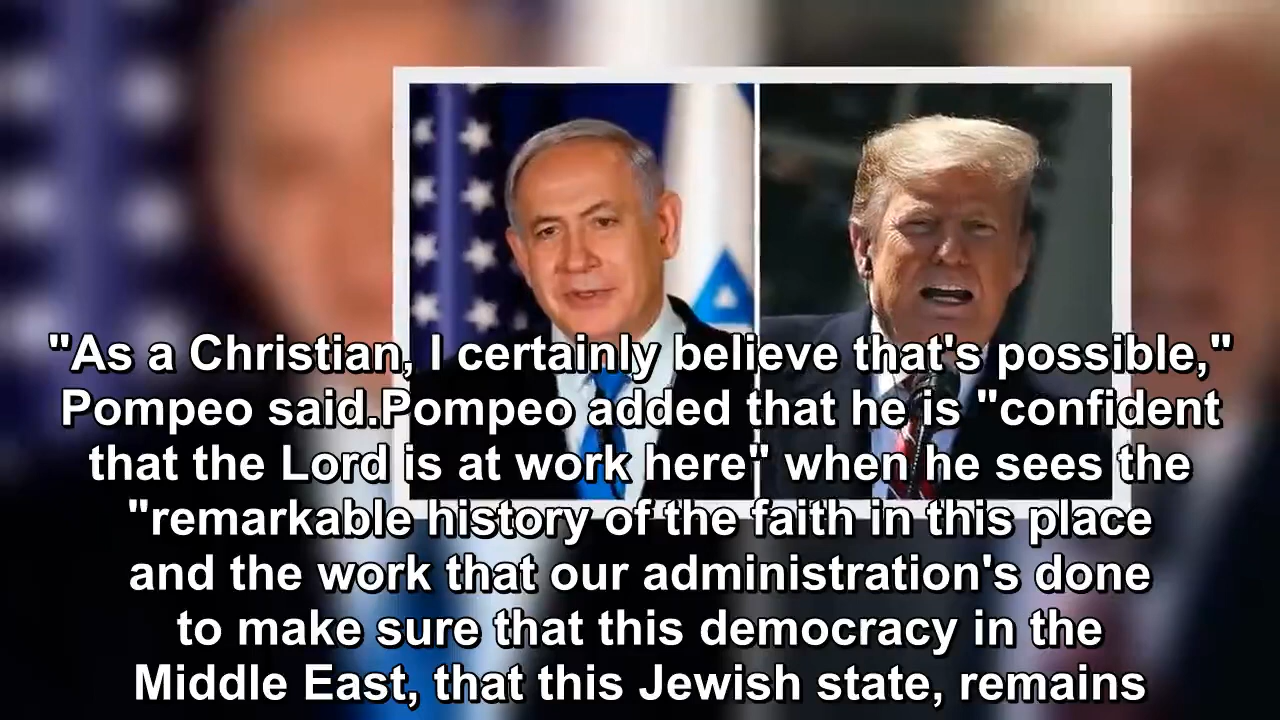 "As a Christian, I certainly believe that's possible,"
Pompeo said.Pompeo added that he is "confident
that the Lord is at work here" when he sees the
"remarkable history of the faith in this place
and the work that our administration's done
to make sure that this democracy in the
Middle East, that this Jewish state, remains